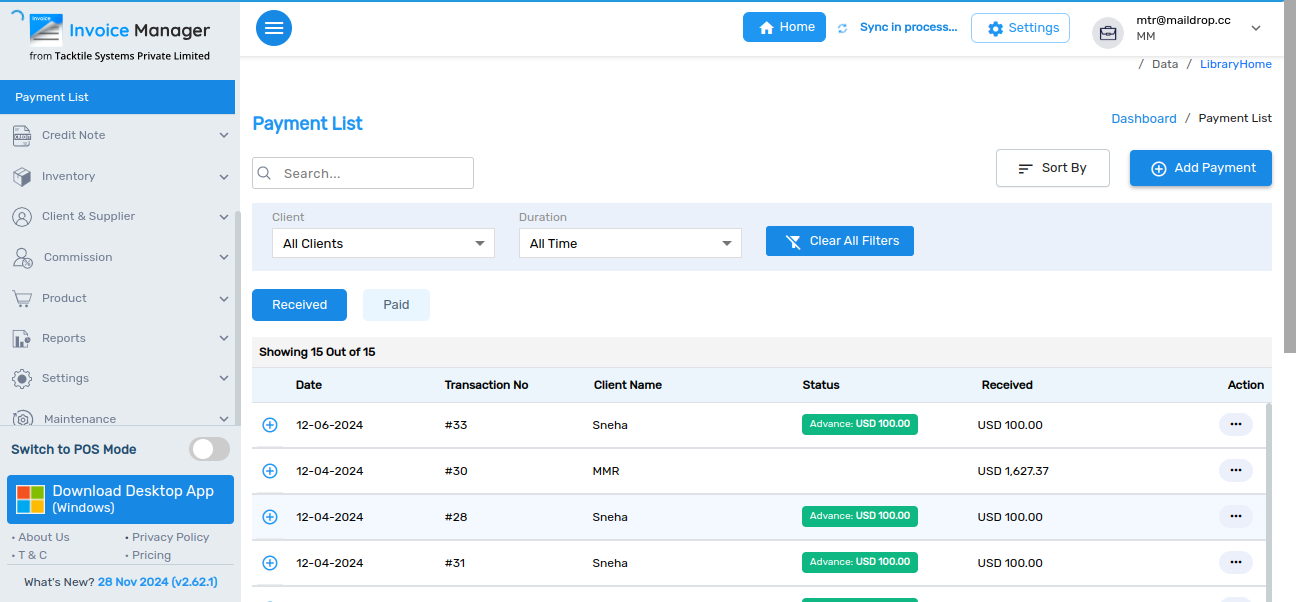 Invoice
Invoice Manager
from Tacktile Systems Private Limited
Payment List
Credit Note
Inventory
Client & Supplier
Commission
Product
Reports
Settings
Maintenance
Switch to POS Mode
Download Desktop App
(Windows)
• About Us • Privacy Policy
• T & C • Pricing
What's New? 28 Nov 2024 (v2.62.1)
Home
Sync in process...
Settings
mtr@maildrop.cc
MM
/ Data / LibraryHome
Payment List
Dashboard / Payment List
Search...
Sort By
Add Payment
Client
Duration
All Clients
All Time
Clear All Filters
Received
Paid
Showing 15 Out of 15
Date Transaction No Client Name Status Received Action
12-06-2024 #33 Sneha Advance: USD 100.00 USD 100.00
12-04-2024 #30 MMR USD 1,627.37
12-04-2024 #28 Sneha Advance: USD 100.00 USD 100.00
12-04-2024 #31 Sneha Advance: USD 100.00 USD 100.00